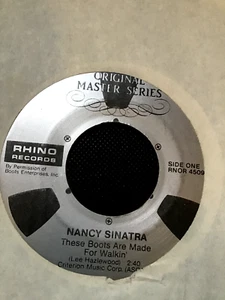 ORIGINAL
MASTER SERIES
RHINO
RECORDS
By Permission of
Boots Enterprises, Inc.
SIDE ONE
RNOR 4509
NANCY SINATRA
These Boots Are Made
For Walkin'
(Lee Hazlewood) 2:40
Criterion Music Corp.